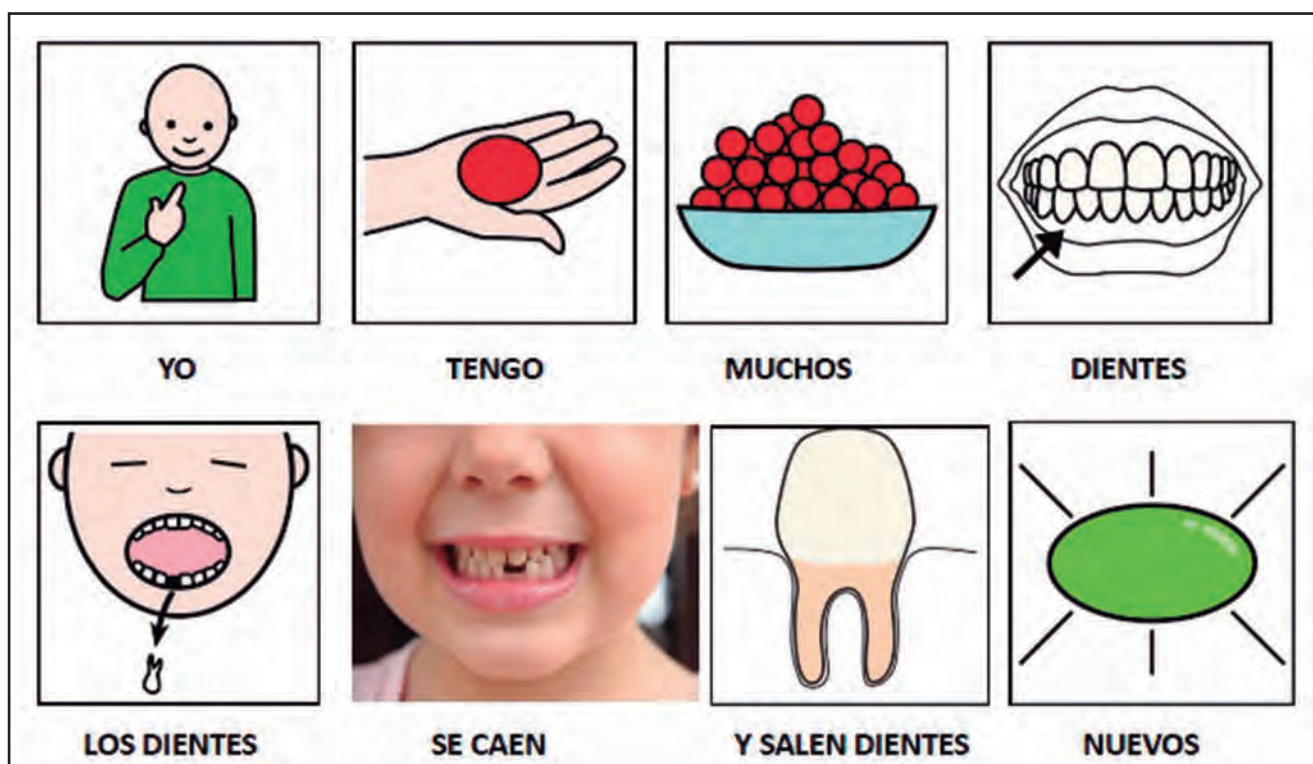 YO TENGO MUCHOS DIENTES
LOS DIENTES SE CAEN Y SALEN DIENTES NUEVOS